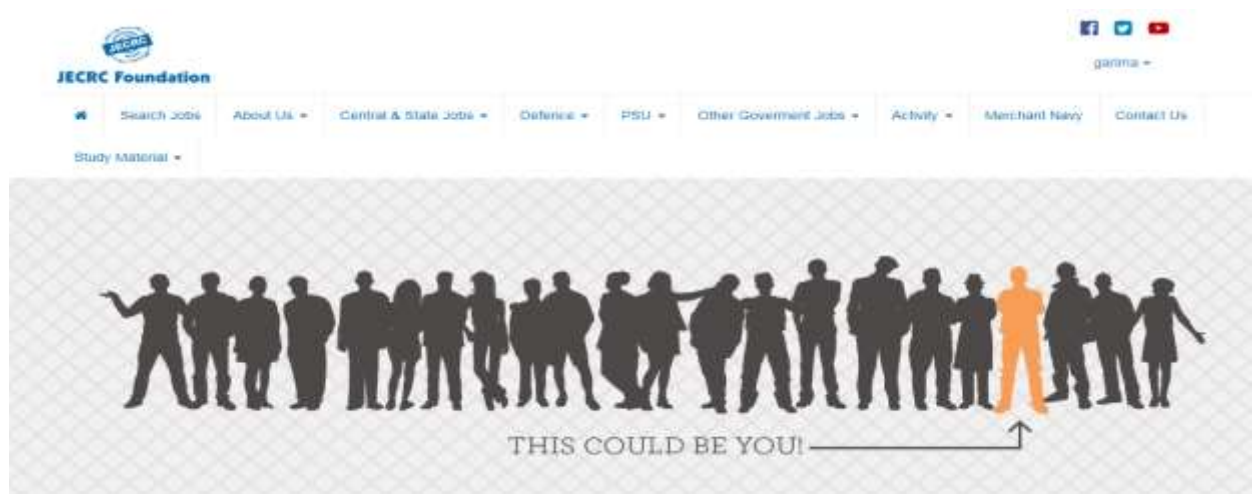 JECRC
JECRC Foundation
garima
Search Jobs About Us Central & State Jobs Defence PSU Other Goverment Jobs Activity Merchant Navy Contact Us
Study Material
THIS COULD BE YOU!